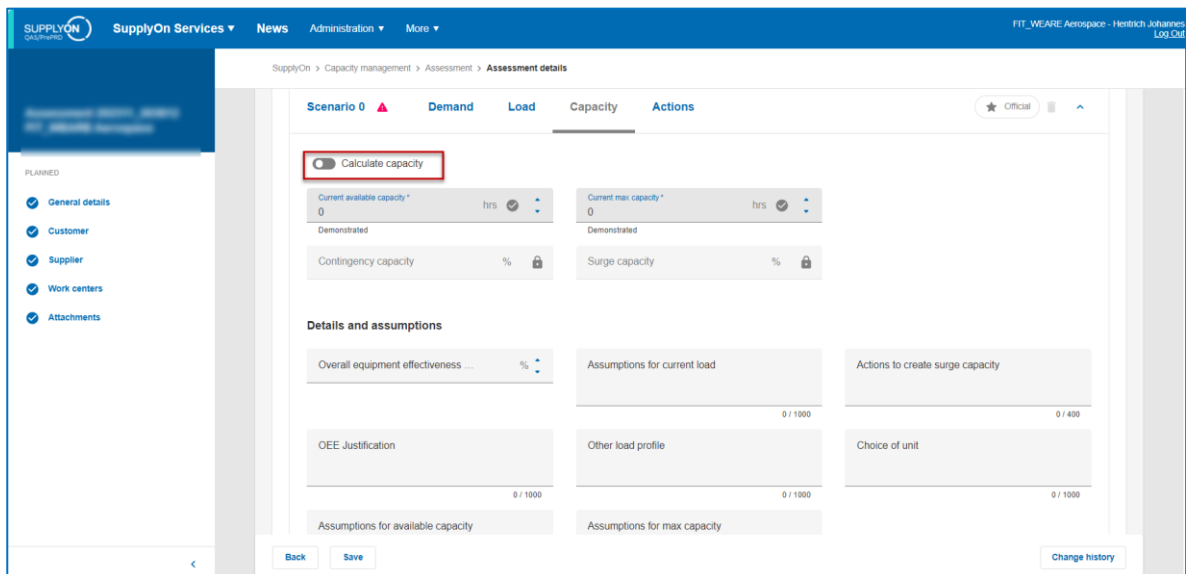 SUPPLYON SupplyOn Services ▾ News Administration ▾ More ▾ FIT_WEARE Aerospace - Hentrich Johannes
QAS/PrePRD Log Out
SupplyOn > Capacity management > Assessment > Assessment details
Scenario 0 Demand Load Capacity Actions Official
PLANNED
General details
Customer
Supplier
Work centers
Attachments
Calculate capacity
Current available capacity * Current max capacity *
0 hrs 0 hrs
Demonstrated Demonstrated
Contingency capacity % Surge capacity %
Details and assumptions
Overall equipment effectiveness ... % Assumptions for current load Actions to create surge capacity
0 / 1000 0 / 400
OEE Justification Other load profile Choice of unit
0 / 1000 0 / 1000 0 / 1000
Assumptions for available capacity Assumptions for max capacity
Back Save Change history